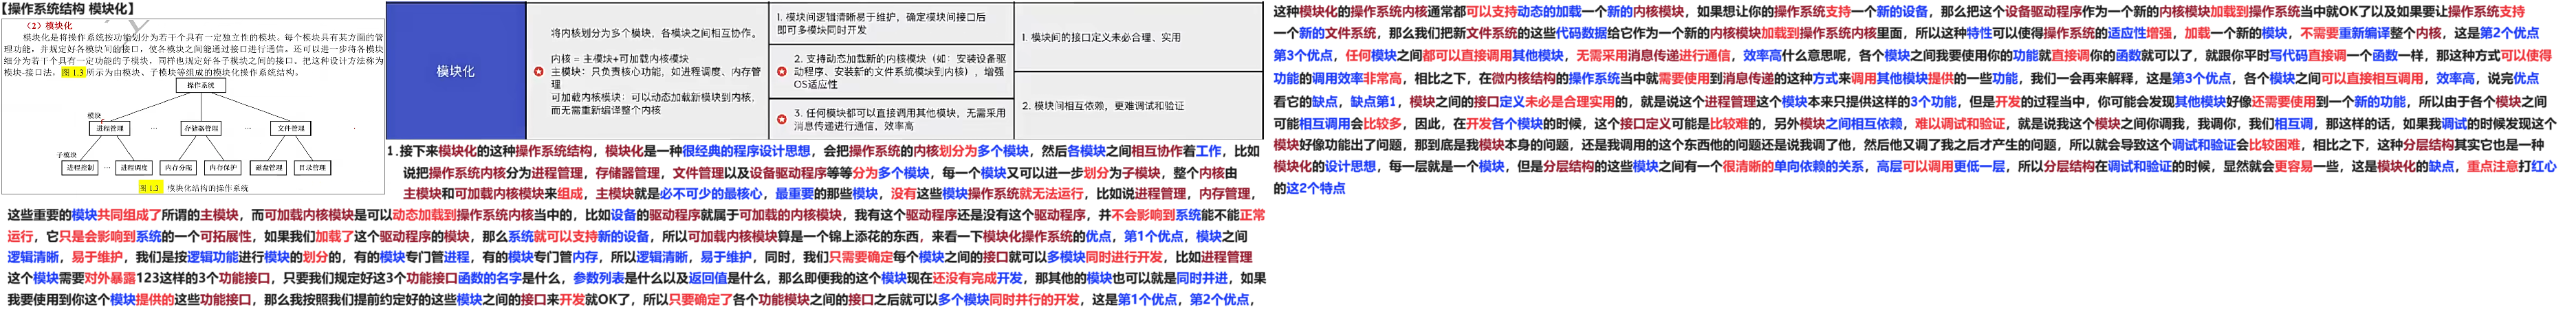 【操作系统结构 模块化】
（2）模块化
模块化是将操作系统按功能划分为若干个具有一定独立性的模块。每个模块具有某方面的管
理功能，并规定好各模块间的接口，使各模块之间能通过接口进行通信。还可以进一步将各模块
细分为若干个具有一定功能的子模块，同样也规定好各子模块之间的接口。把这种设计方法称为
模块-接口法，图 1.3 所示为由模块、子模块等组成的模块化操作系统结构。
操作系统
模块
进程管理 … 存储器管理 … 文件管理
子模块
进程控制 … 进程调度 内存分配 内存保护 磁盘管理 目录管理
图 1.3 模块化结构的操作系统
模块化
将内核划分为多个模块，各模块之间相互协作。
内核 = 主模块+可加载内核模块
主模块：只负责核心功能，如进程调度、内存管
理
可加载内核模块：可以动态加载新模块到内核，
而无需重新编译整个内核
1. 模块间逻辑清晰易于维护，确定模块间接口后
即可多模块同时开发
2. 支持动态加载新的内核模块（如：安装设备驱
动程序、安装新的文件系统模块到内核），增强
OS适应性
3. 任何模块都可以直接调用其他模块，无需采用
消息传递进行通信，效率高
1. 模块间的接口定义未必合理、实用
2. 模块间相互依赖，更难调试和验证
1.接下来模块化的这种操作系统结构，模块化是一种很经典的程序设计思想，会把操作系统的内核划分为多个模块，然后各模块之间相互协作着工作，比如
说把操作系统内核分为进程管理，存储器管理，文件管理以及设备驱动程序等等分为多个模块，每一个模块又可以进一步划分为子模块，整个内核由
主模块和可加载内核模块来组成，主模块就是必不可少的最核心，最重要的那些模块，没有这些模块操作系统就无法运行，比如说进程管理，内存管理，
这些重要的模块共同组成了所谓的主模块，而可加载内核模块是可以动态加载到操作系统内核当中的，比如设备的驱动程序就属于可加载的内核模块，我有这个驱动程序还是没有这个驱动程序，并不会影响到系统能不能正常
运行，它只是会影响到系统的一个可拓展性，如果我们加载了这个驱动程序的模块，那么系统就可以支持新的设备，所以可加载内核模块算是一个锦上添花的东西，来看一下模块化操作系统的优点，第1个优点，模块之间
逻辑清晰，易于维护，我们是按逻辑功能进行模块的划分的，有的模块专门管进程，有的模块专门管内存，所以逻辑清晰，易于维护，同时，我们只需要确定每个模块之间的接口就可以多模块同时进行开发，比如进程管理
这个模块需要对外暴露123这样的3个功能接口，只要我们规定好这3个功能接口函数的名字是什么，参数列表是什么以及返回值是什么，那么即便我的这个模块现在还没有完成开发，那其他的模块也可以就是同时并进，如果
我要使用到你这个模块提供的这些功能接口，那么我按照我们提前约定好的这些模块之间的接口来开发就OK了，所以只要确定了各个功能模块之间的接口之后就可以多个模块同时并行的开发，这是第1个优点，第2个优点，
这种模块化的操作系统内核通常都可以支持动态的加载一个新的内核模块，如果想让你的操作系统支持一个新的设备，那么把这个设备驱动程序作为一个新的内核模块加载到操作系统当中就OK了以及如果要让操作系统支持
一个新的文件系统，那么我们把新文件系统的这些代码数据给它作为一个新的内核模块加载到操作系统内核里面，所以这种特性可以使得操作系统的适应性增强，加载一个新的模块，不需要重新编译整个内核，这是第2个优点
第3个优点，任何模块之间都可以直接调用其他模块，无需采用消息传递进行通信，效率高什么意思呢，各个模块之间我要使用你的功能就直接调你的函数就可以了，就跟你平时写代码直接调一个函数一样，那这种方式可以使得
功能的调用效率非常高，相比之下，在微内核结构的操作系统当中就需要使用到消息传递的这种方式来调用其他模块提供的一些功能，我们一会再来解释，这是第3个优点，各个模块之间可以直接相互调用，效率高，说完优点
看它的缺点，缺点第1，模块之间的接口定义未必是合理实用的，就是说这个进程管理这个模块本来只提供这样的3个功能，但是开发的过程当中，你可能会发现其他模块好像还需要使用到一个新的功能，所以由于各个模块之间
可能相互调用会比较多，因此，在开发各个模块的时候，这个接口定义可能是比较难的，另外模块之间相互依赖，难以调试和验证，就是说我这个模块之间你调我，我调你，我们相互调，那这样的话，如果我调试的时候发现这个
模块好像功能出了问题，那到底是我模块本身的问题，还是我调用的这个东西他的问题还是说我调了他，然后他又调了我之后才产生的问题，所以就会导致这个调试和验证会比较困难，相比之下，这种分层结构其实它也是一种
模块化的设计思想，每一层就是一个模块，但是分层结构的这些模块之间有一个很清晰的单向依赖的关系，高层可以调用更低一层，所以分层结构在调试和验证的时候，显然就会更容易一些，这是模块化的缺点，重点注意打红心
的这2个特点